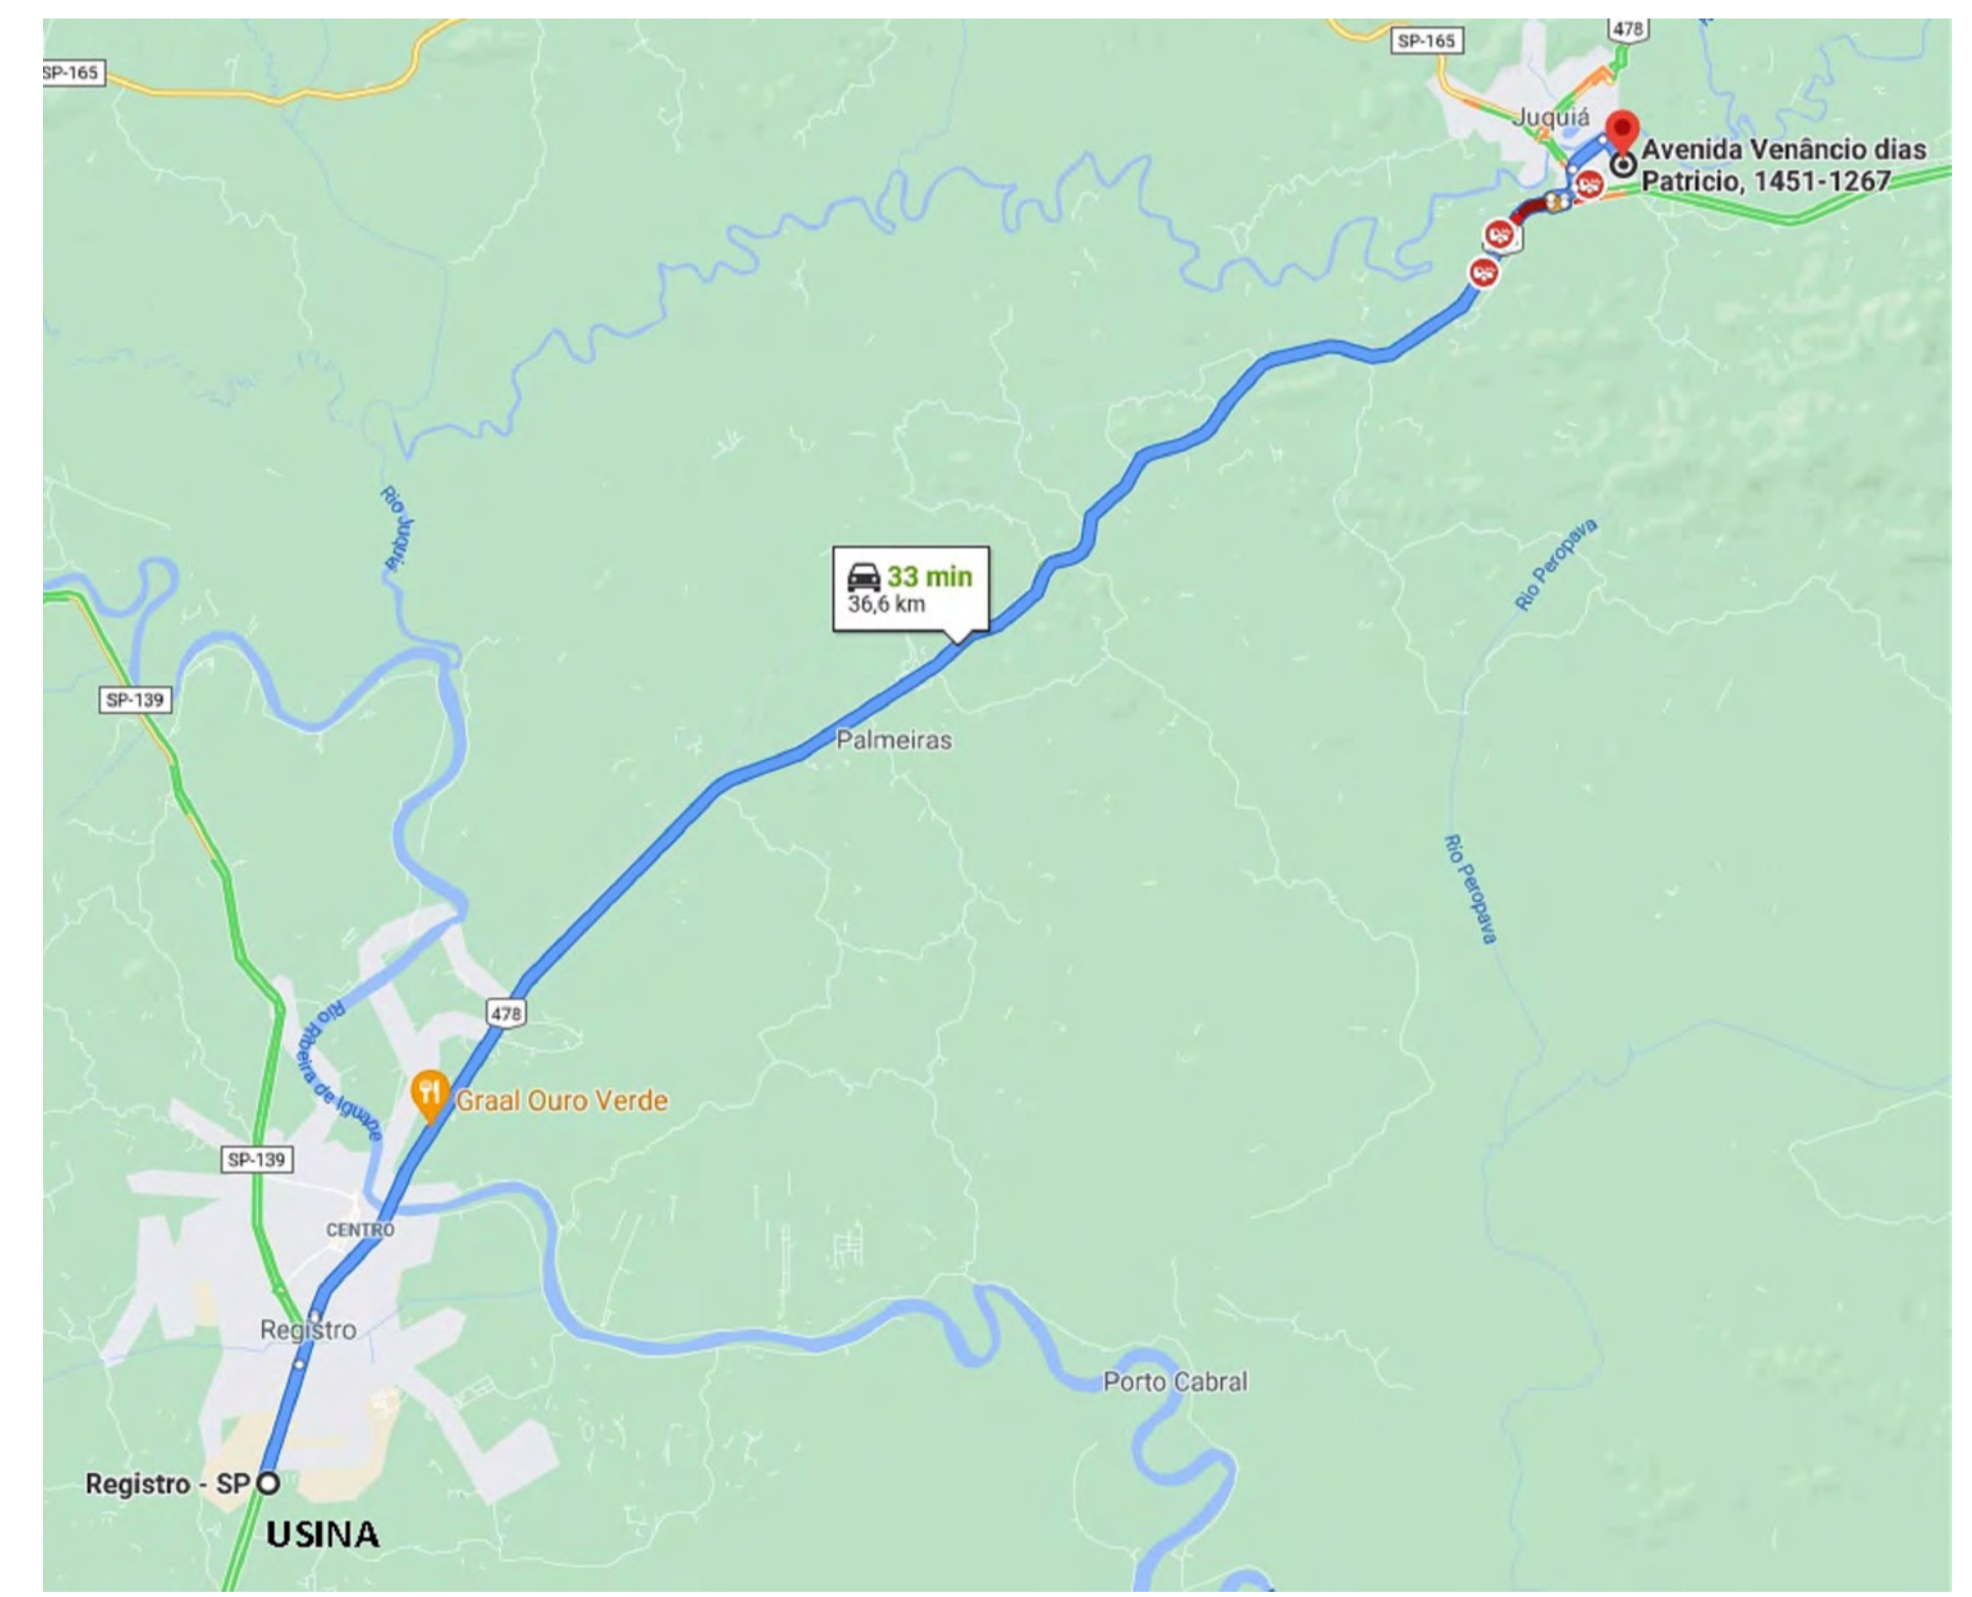 SP-165
478
SP-165
Juquiá
Avenida Venâncio dias
Patricio, 1451-1267
Rio Juquiá
Rio Peropava
33 min
36,6 km
SP-139
Palmeiras
Rio Peropava
478
Rio Ribeira de Iguape
Graal Ouro Verde
SP-139
CENTRO
Registro
Porto Cabral
Registro - SP
USINA